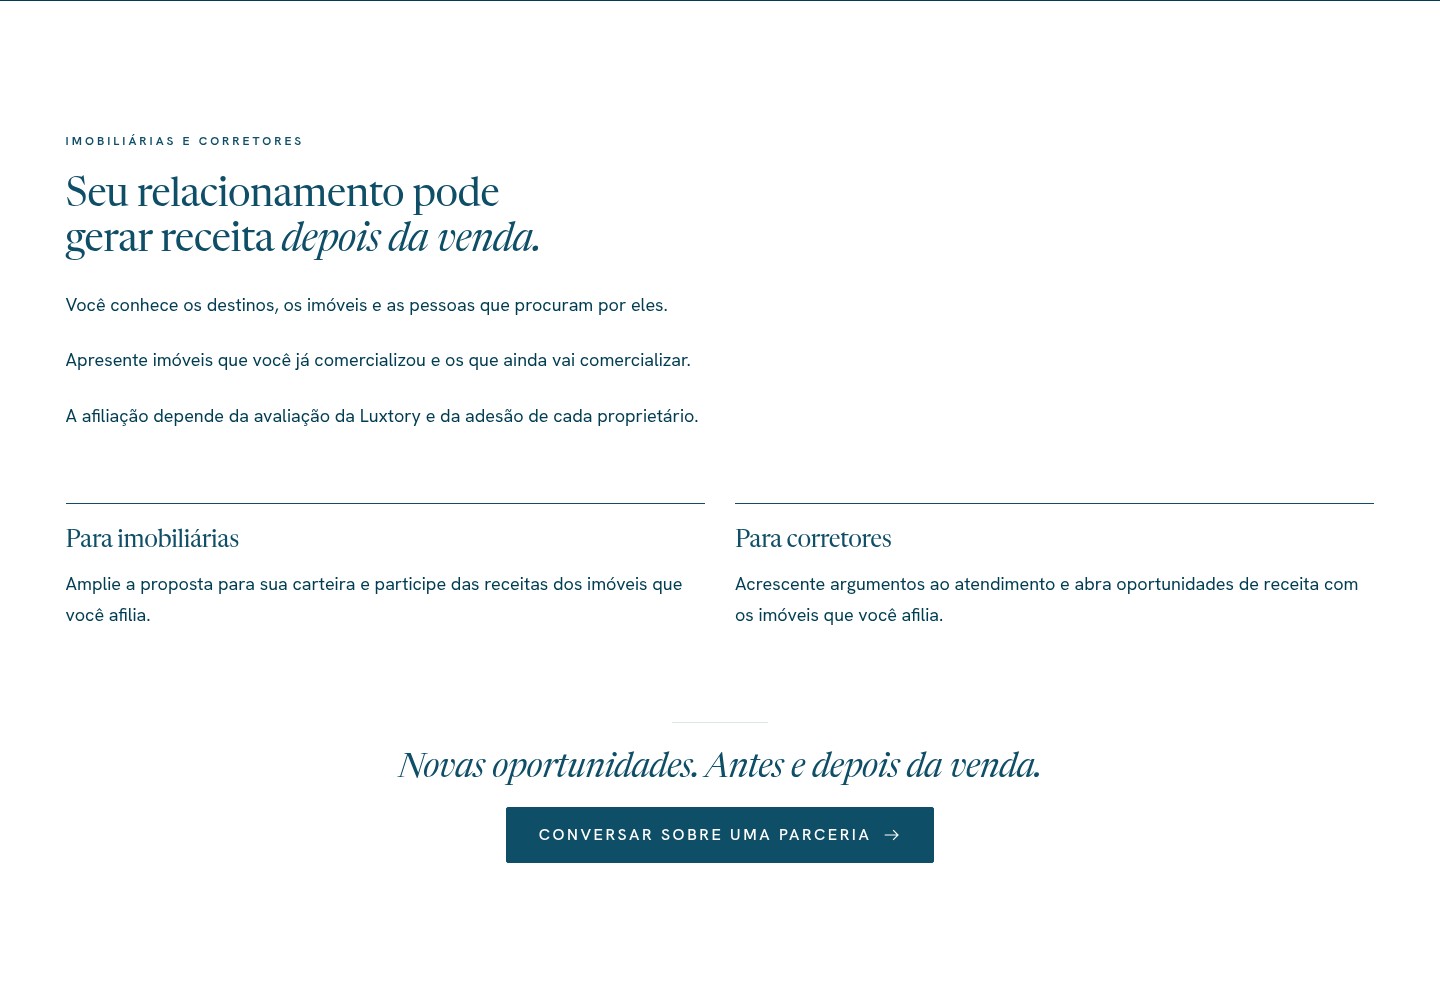 IMOBILIÁRIAS E CORRETORES
Seu relacionamento pode
gerar receita depois da venda.
Você conhece os destinos, os imóveis e as pessoas que procuram por eles.
Apresente imóveis que você já comercializou e os que ainda vai comercializar.
A afiliação depende da avaliação da Luxtory e da adesão de cada proprietário.
Para imobiliárias
Amplie a proposta para sua carteira e participe das receitas dos imóveis que
você afilia.
Para corretores
Acrescente argumentos ao atendimento e abra oportunidades de receita com
os imóveis que você afilia.
Novas oportunidades. Antes e depois da venda.
CONVERSAR SOBRE UMA PARCERIA →